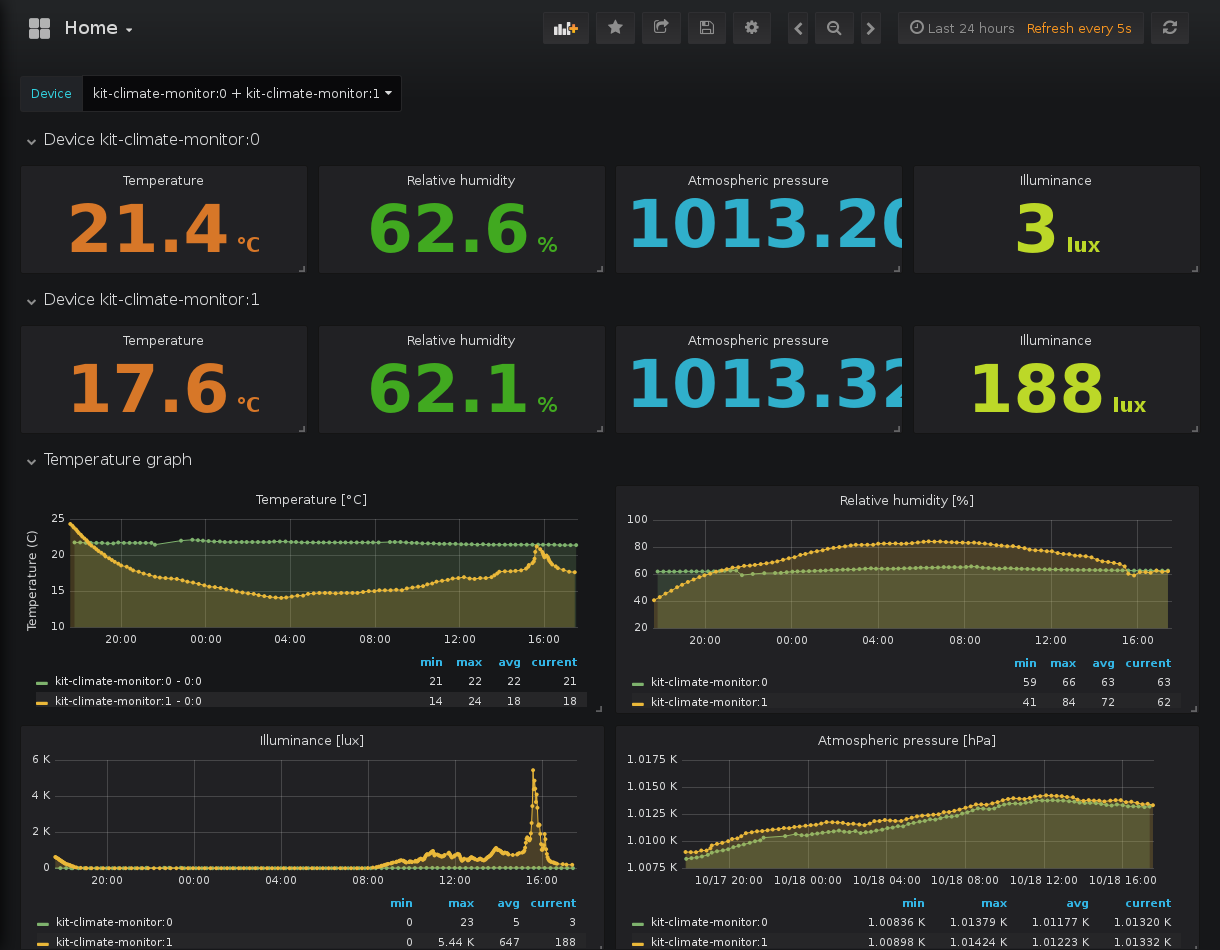 Home
Last 24 hours Refresh every 5s
Device kit-climate-monitor:0 + kit-climate-monitor:1
Device kit-climate-monitor:0
Temperature Relative humidity Atmospheric pressure Illuminance
21.4 °C 62.6 % 1013.20 3 lux
Device kit-climate-monitor:1
Temperature Relative humidity Atmospheric pressure Illuminance
17.6 °C 62.1 % 1013.32 188 lux
Temperature graph
Temperature [°C]
Temperature (C)
25
20
15
10
20:00 00:00 04:00 08:00 12:00 16:00
min max avg current
kit-climate-monitor:0 - 0:0 21 22 22 21
kit-climate-monitor:1 - 0:0 14 24 18 18
Relative humidity [%]
100
80
60
40
20
20:00 00:00 04:00 08:00 12:00 16:00
min max avg current
kit-climate-monitor:0 59 66 63 63
kit-climate-monitor:1 41 84 72 62
Illuminance [lux]
6 K
4 K
2 K
0
20:00 00:00 04:00 08:00 12:00 16:00
min max avg current
kit-climate-monitor:0 0 23 5 3
kit-climate-monitor:1 0 5.44 K 647 188
Atmospheric pressure [hPa]
1.0175 K
1.0150 K
1.0125 K
1.0100 K
1.0075 K
10/17 20:00 10/18 00:00 10/18 04:00 10/18 08:00 10/18 12:00 10/18 16:00
min max avg current
kit-climate-monitor:0 1.00836 K 1.01379 K 1.01177 K 1.01320 K
kit-climate-monitor:1 1.00898 K 1.01424 K 1.01223 K 1.01332 K